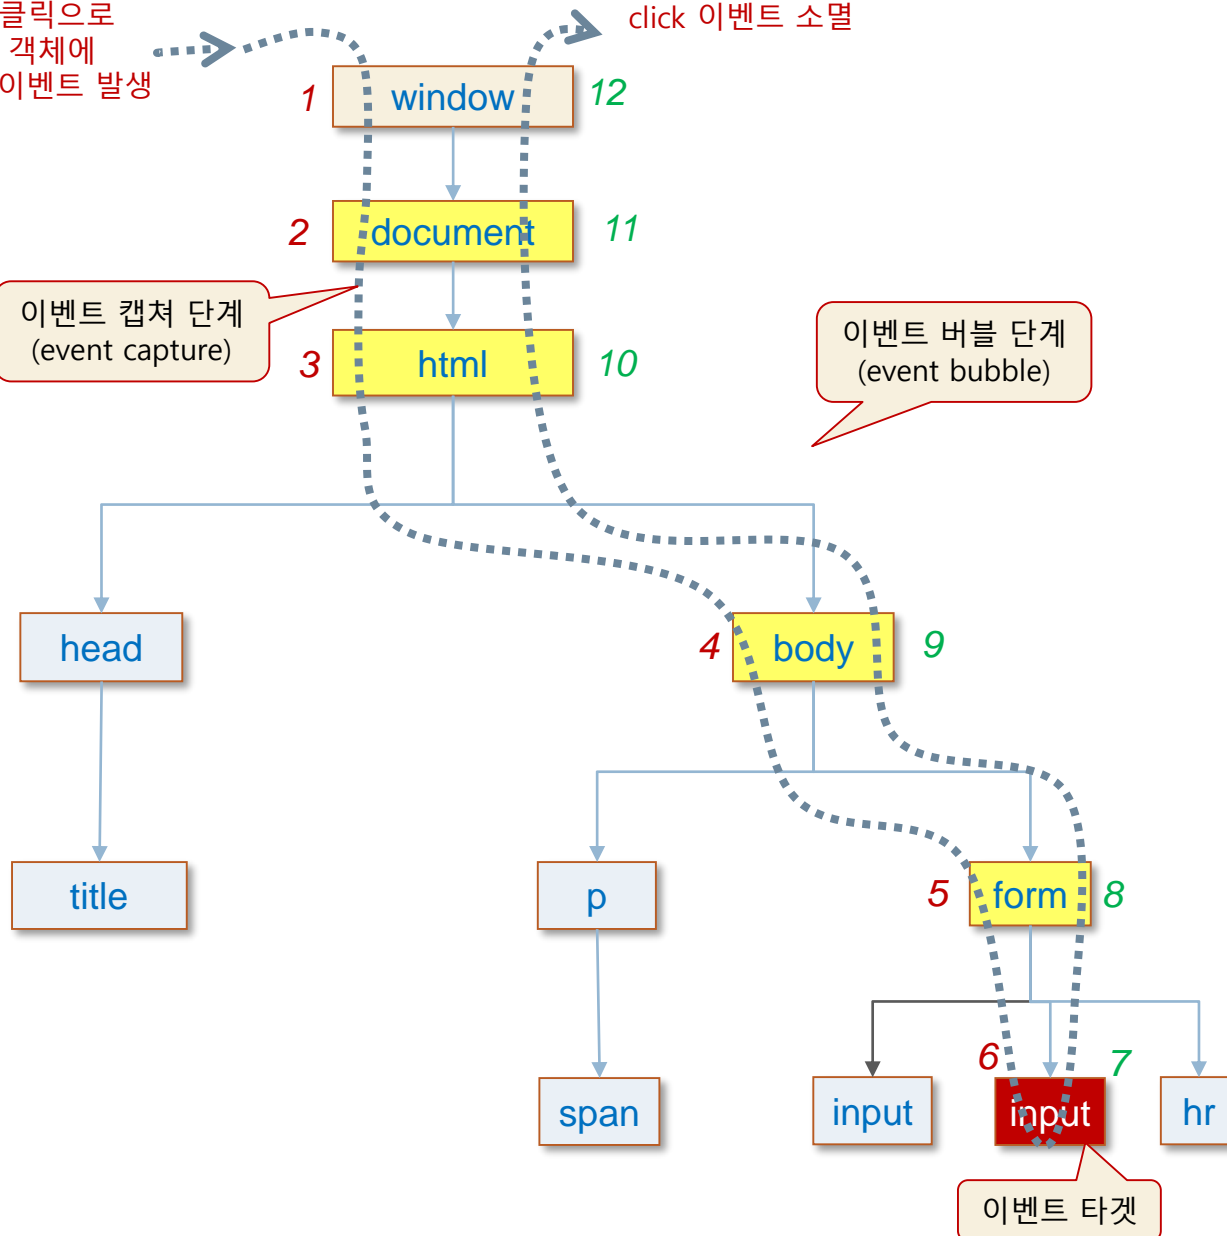 클릭으로
객체에
이벤트 발생
click 이벤트 소멸
1
window
12
2
document
11
이벤트 캡쳐 단계
(event capture)
3
html
10
이벤트 버블 단계
(event bubble)
head
4
body
9
title
p
5
form
8
6
7
span
input
input
hr
이벤트 타겟